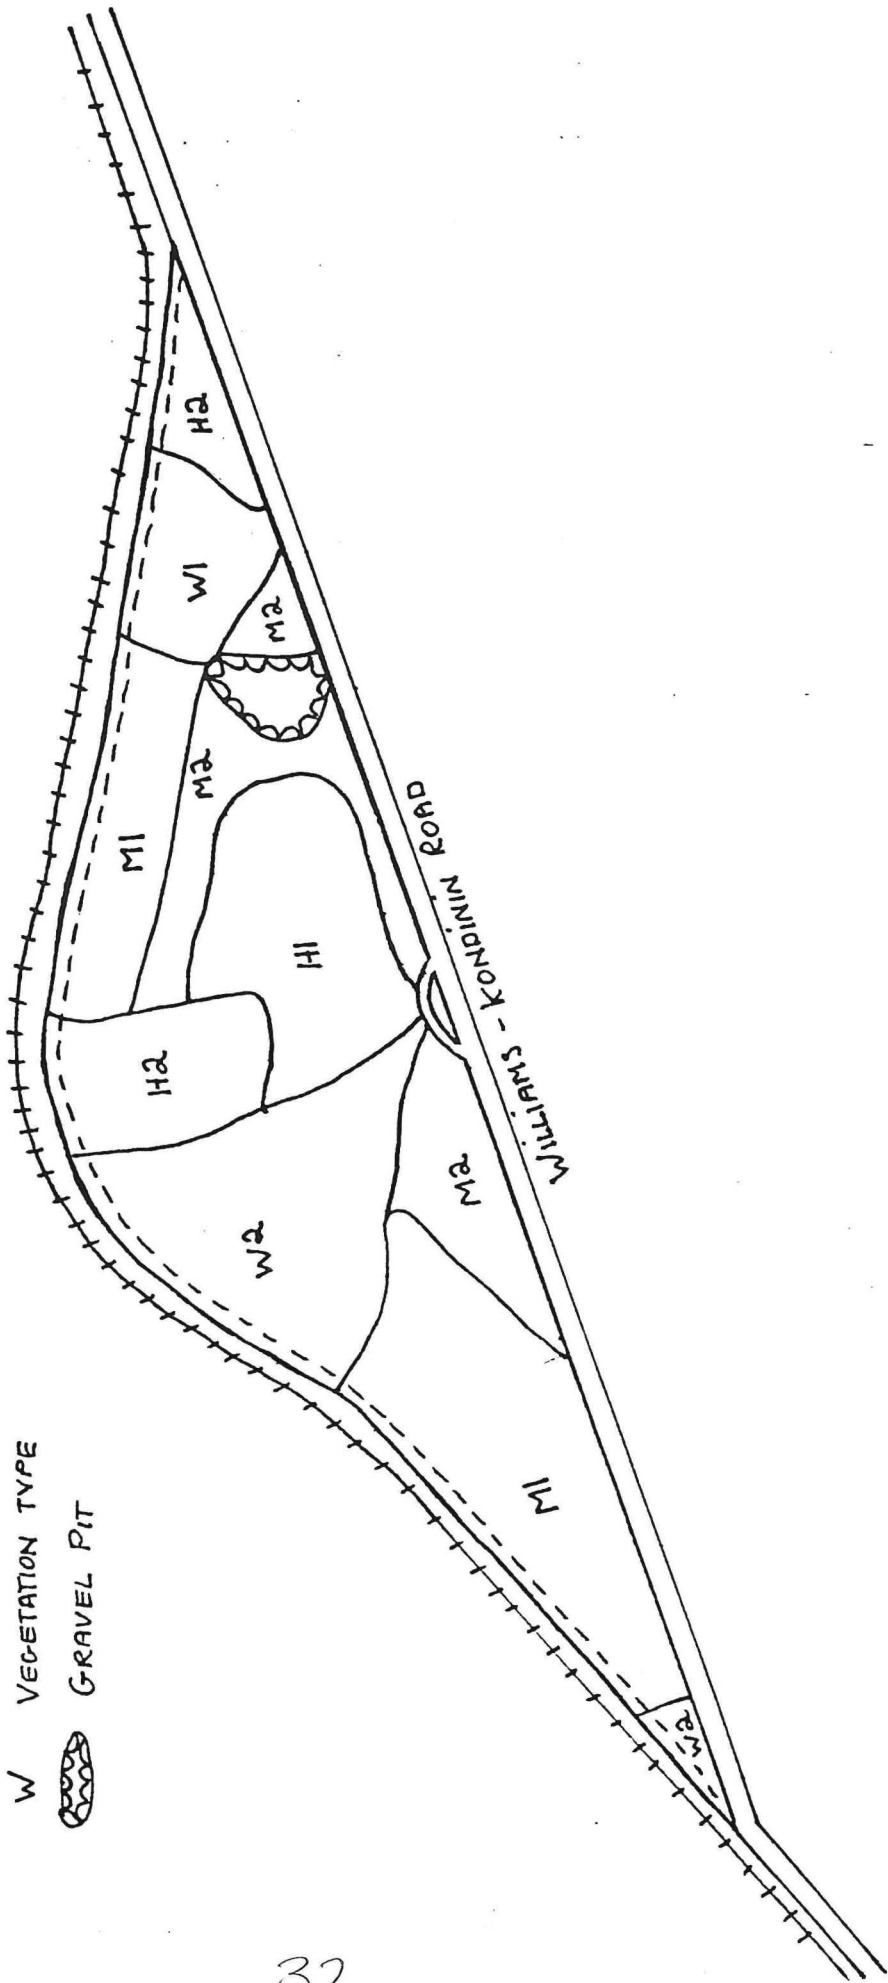 W VEGETATION TYPE
GRAVEL PIT
W2
M1
W2
M2
H2
H1
M1
M2
M2
W1
H2
WILLIAMS - KONDININ ROAD
32